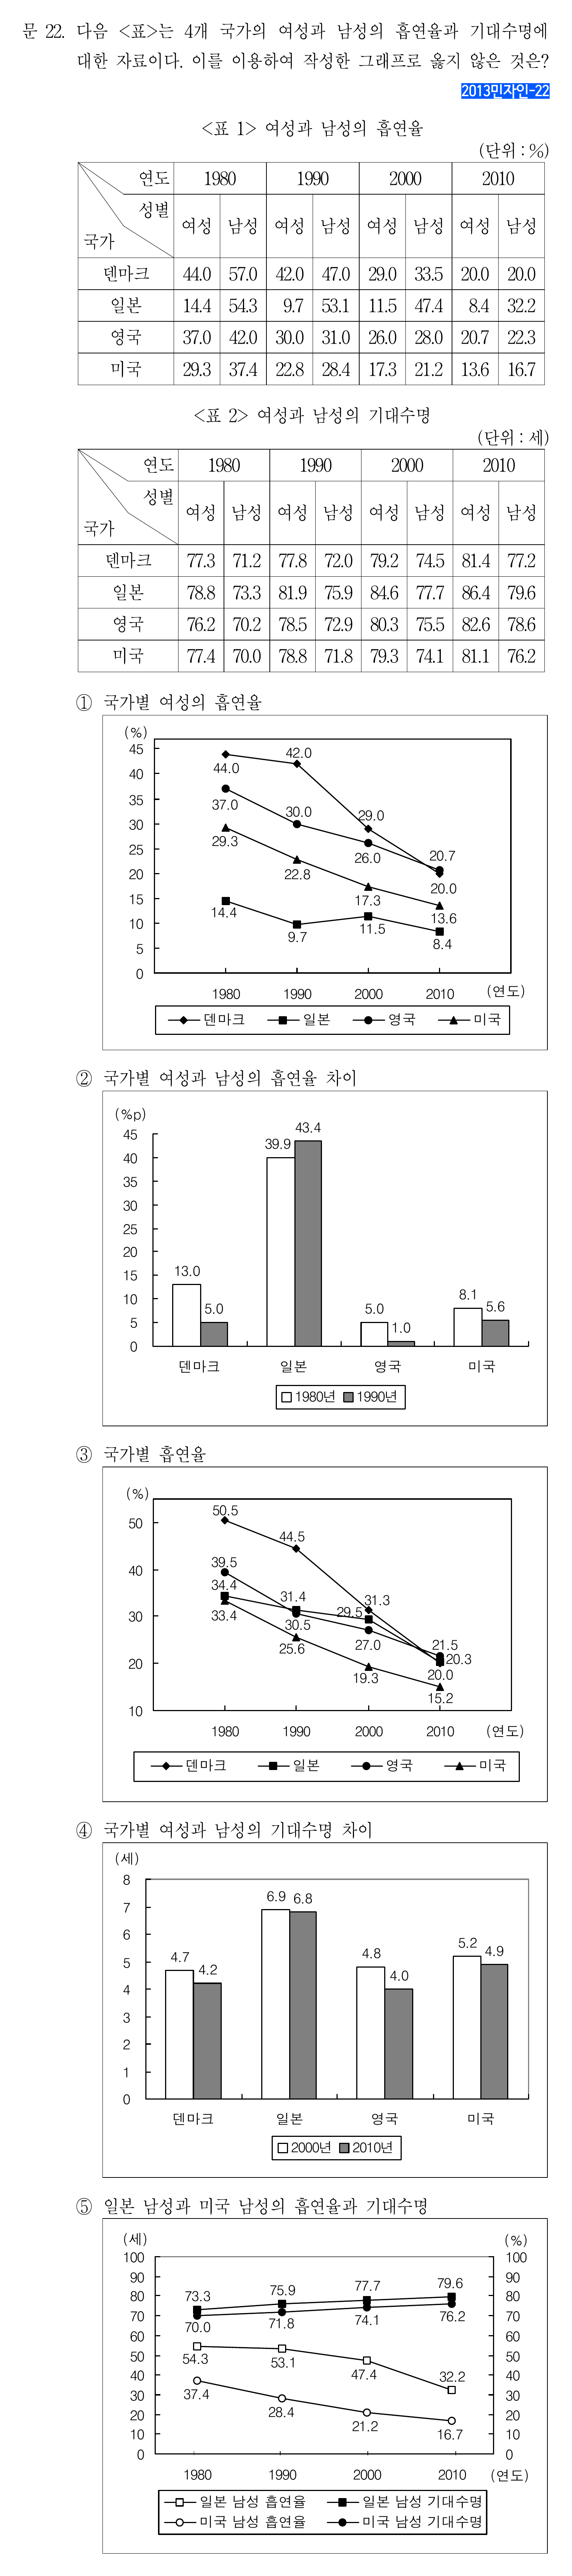 문 22. 다음 <표>는 4개 국가의 여성과 남성의 흡연율과 기대수명에
대한 자료이다. 이를 이용하여 작성한 그래프로 옳지 않은 것은?
2013민자인-22
<표 1> 여성과 남성의 흡연율
(단위 : %)
연도 1980 1990 2000 2010
성별
국가 여성 남성 여성 남성 여성 남성 여성 남성
덴마크 44.0 57.0 42.0 47.0 29.0 33.5 20.0 20.0
일본 14.4 54.3 9.7 53.1 11.5 47.4 8.4 32.2
영국 37.0 42.0 30.0 31.0 26.0 28.0 20.7 22.3
미국 29.3 37.4 22.8 28.4 17.3 21.2 13.6 16.7
<표 2> 여성과 남성의 기대수명
(단위 : 세)
연도 1980 1990 2000 2010
성별
국가 여성 남성 여성 남성 여성 남성 여성 남성
덴마크 77.3 71.2 77.8 72.0 79.2 74.5 81.4 77.2
일본 78.8 73.3 81.9 75.9 84.6 77.7 86.4 79.6
영국 76.2 70.2 78.5 72.9 80.3 75.5 82.6 78.6
미국 77.4 70.0 78.8 71.8 79.3 74.1 81.1 76.2
① 국가별 여성의 흡연율
(%)
45
40
35
30
25
20
15
10
5
0
44.0 42.0 29.0 20.0
37.0 30.0 26.0 20.7
29.3 22.8 17.3 13.6
14.4 9.7 11.5 8.4
1980 1990 2000 2010 (연도)
덴마크 일본 영국 미국
② 국가별 여성과 남성의 흡연율 차이
(%p)
45
40
35
30
25
20
15
10
5
0
13.0 5.0 39.9 43.4 5.0 1.0 8.1 5.6
덴마크 일본 영국 미국
1980년 1990년
③ 국가별 흡연율
(%)
50
40
30
20
10
50.5 44.5 31.3 20.0
39.5 30.5 27.0 21.5
34.4 31.4 29.5 20.3
33.4 25.6 19.3 15.2
1980 1990 2000 2010 (연도)
덴마크 일본 영국 미국
④ 국가별 여성과 남성의 기대수명 차이
(세)
8
7
6
5
4
3
2
1
0
4.7 4.2 6.9 6.8 4.8 4.0 5.2 4.9
덴마크 일본 영국 미국
2000년 2010년
⑤ 일본 남성과 미국 남성의 흡연율과 기대수명
(세) (%)
100 100
90 90
80 80
70 70
60 60
50 50
40 40
30 30
20 20
10 10
0 0
73.3 75.9 77.7 79.6
70.0 71.8 74.1 76.2
54.3 53.1 47.4 32.2
37.4 28.4 21.2 16.7
1980 1990 2000 2010 (연도)
일본 남성 흡연율 일본 남성 기대수명
미국 남성 흡연율 미국 남성 기대수명